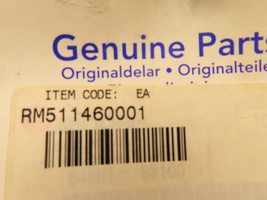 Genuine Parts
Originaldelar • Originalteile
ITEM CODE: EA
RM511460001